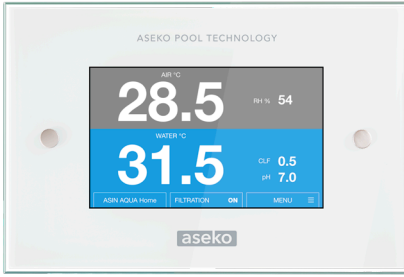 ASEKO POOL TECHNOLOGY
AIR °C
28.5
RH % 54
WATER °C
31.5
CLF 0.5
pH 7.0
ASIN AQUA Home FILTRATION ON MENU
aseko